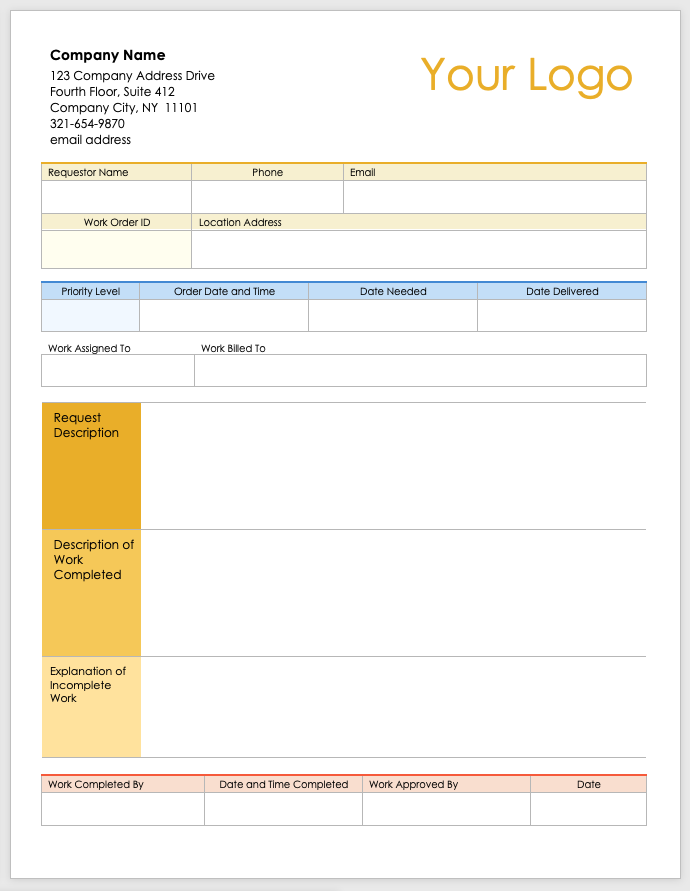 Company Name
Your Logo
123 Company Address Drive
Fourth Floor, Suite 412
Company City, NY  11101
321-654-9870
email address
Requestor Name Phone Email
Work Order ID Location Address
Priority Level Order Date and Time Date Needed Date Delivered
Work Assigned To Work Billed To
Request
Description
Description of
Work
Completed
Explanation of
Incomplete
Work
Work Completed By Date and Time Completed Work Approved By Date